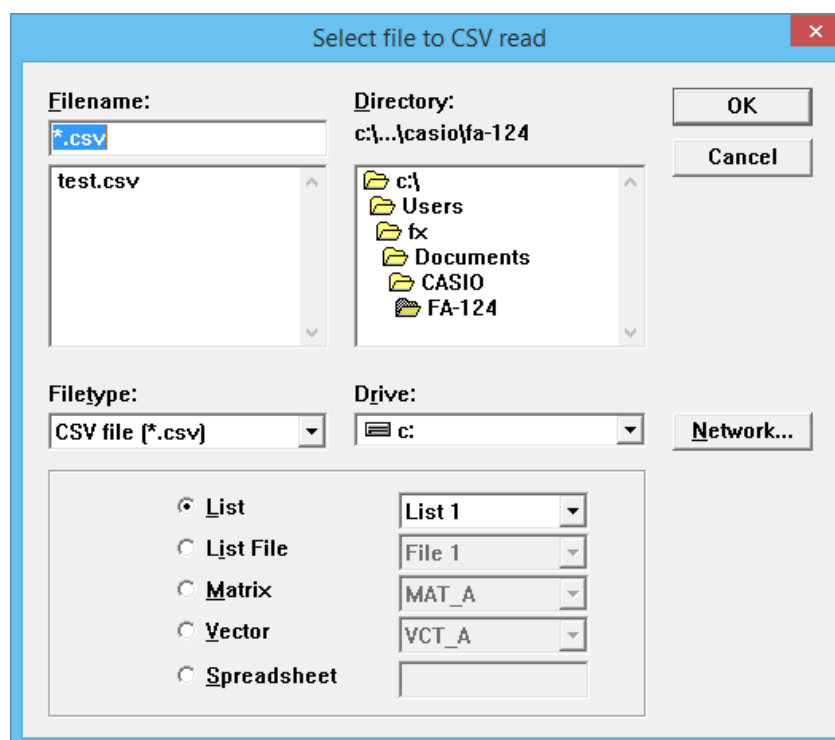 Select file to CSV read
Filename:
*.csv
test.csv
Directory:
c:\...\casio\fa-124
c:\
Users
fx
Documents
CASIO
FA-124
OK
Cancel
Filetype:
CSV file (*.csv)
Drive:
c:
Network...
List
List 1
List File
File 1
Matrix
MAT_A
Vector
VCT_A
Spreadsheet